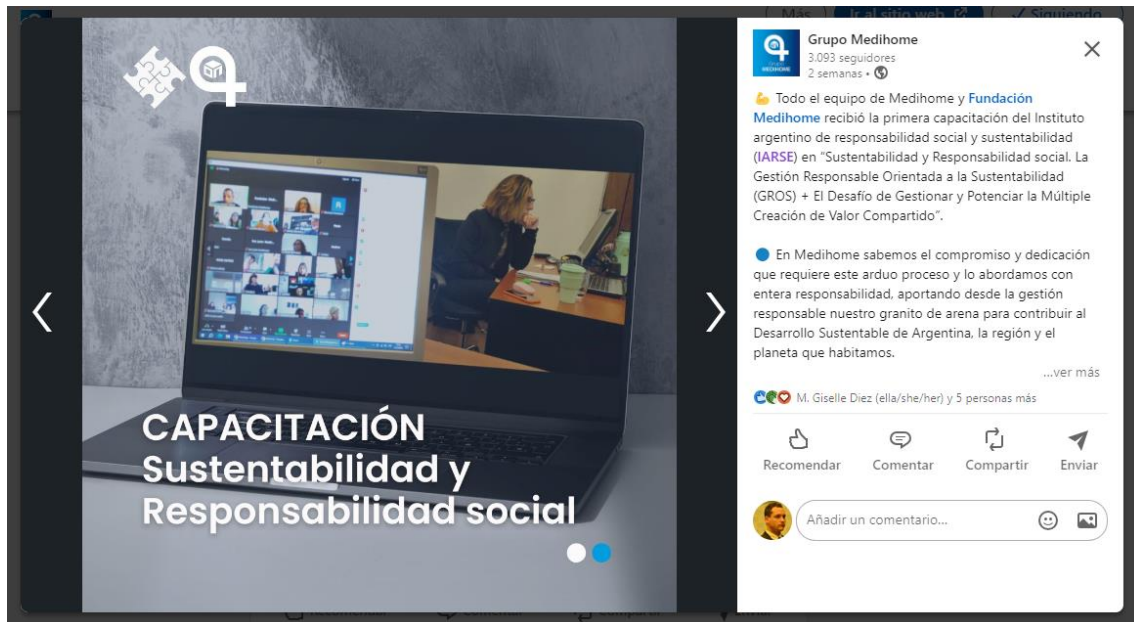 Más
Ir al sitio web
✓ Siguiendo
CAPACITACIÓN
Sustentabilidad y
Responsabilidad social
Grupo Medihome
3.093 seguidores
2 semanas •
💪 Todo el equipo de Medihome y Fundación
Medihome recibió la primera capacitación del Instituto
argentino de responsabilidad social y sustentabilidad
(IARSE) en "Sustentabilidad y Responsabilidad social. La
Gestión Responsable Orientada a la Sustentabilidad
(GROS) + El Desafío de Gestionar y Potenciar la Múltiple
Creación de Valor Compartido".
🔵 En Medihome sabemos el compromiso y dedicación
que requiere este arduo proceso y lo abordamos con
entera responsabilidad, aportando desde la gestión
responsable nuestro granito de arena para contribuir al
Desarrollo Sustentable de Argentina, la región y el
planeta que habitamos.
...ver más
M. Giselle Diez (ella/she/her) y 5 personas más
Recomendar Comentar Compartir Enviar
Añadir un comentario...